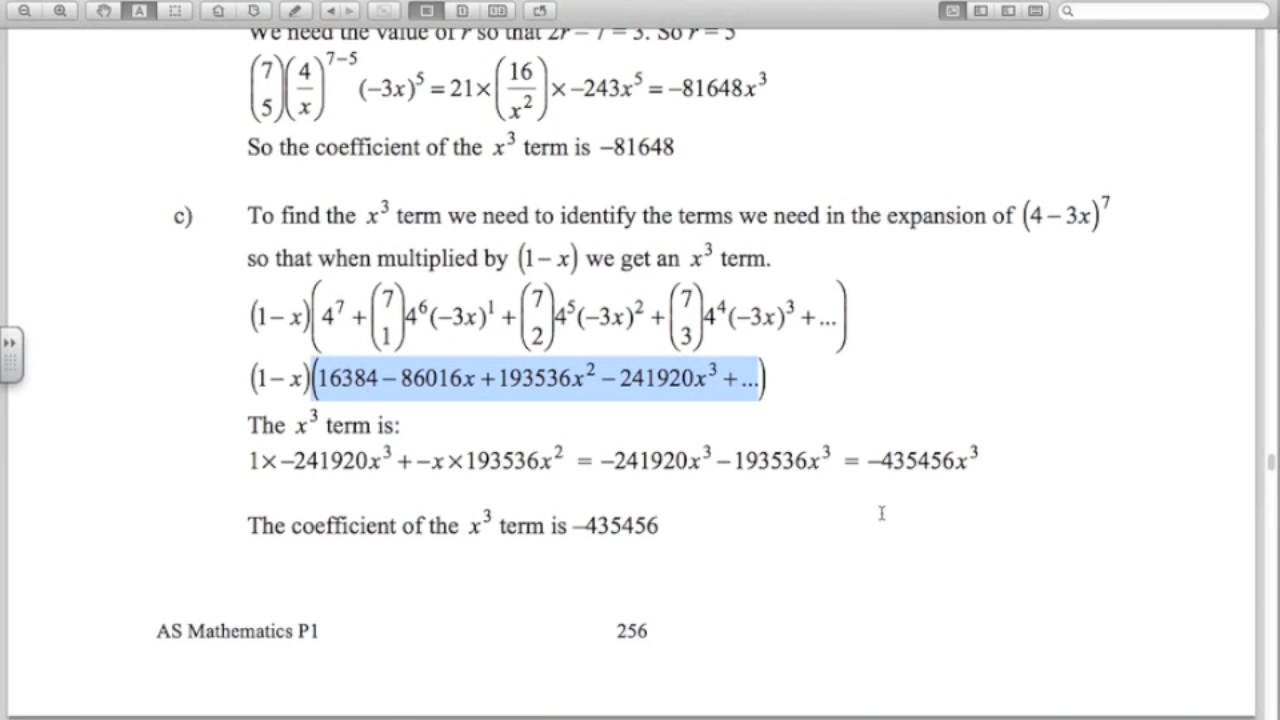 We need the value of r so that 2r − 7 = 3. So r = 5
(7 5)(4/x)^{7−5} (−3x)^5 = 21×(16/x^2)×−243x^5 = −81648x^3
So the coefficient of the x^3 term is −81648
c) To find the x^3 term we need to identify the terms we need in the expansion of (4−3x)^7
so that when multiplied by (1−x) we get an x^3 term.
(1−x)(4^7 + (7 1)4^6(−3x)^1 + (7 2)4^5(−3x)^2 + (7 3)4^4(−3x)^3 + ...)
(1−x)(16384 − 86016x + 193536x^2 − 241920x^3 + ...)
The x^3 term is:
1×−241920x^3 + −x×193536x^2 = −241920x^3 − 193536x^3 = −435456x^3
The coefficient of the x^3 term is −435456
AS Mathematics P1 256